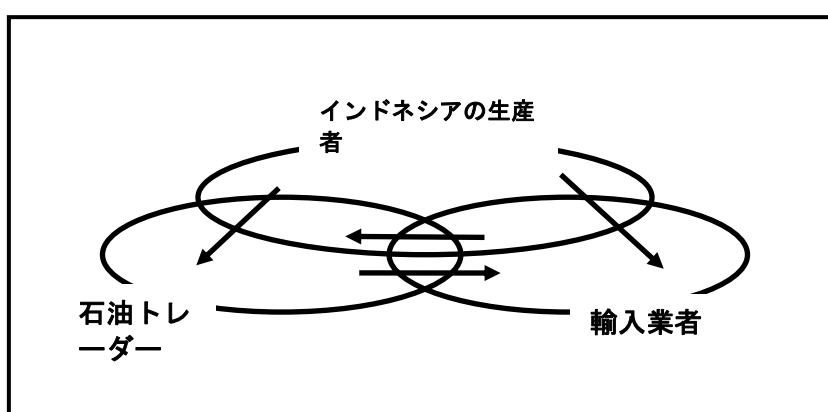 インドネシアの生産
者
石油トレ
ーダー
輸入業者